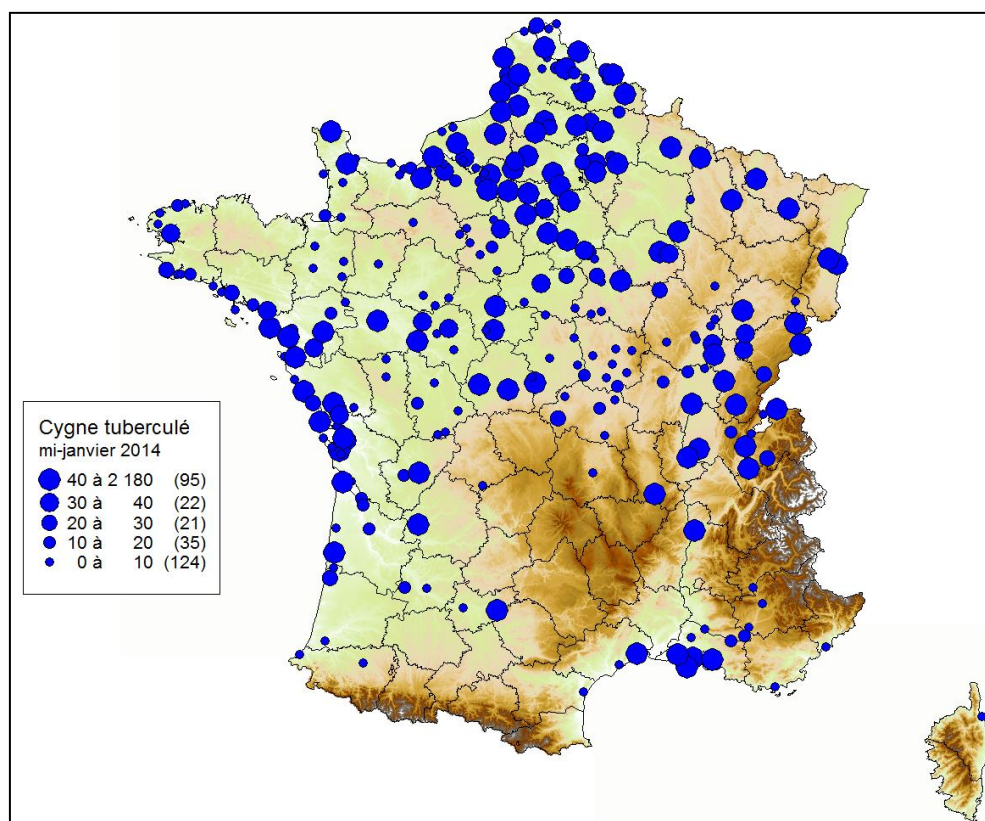 Cygne tuberculé
mi-janvier 2014
40 à 2 180 (95)
30 à 40 (22)
20 à 30 (21)
10 à 20 (35)
0 à 10 (124)